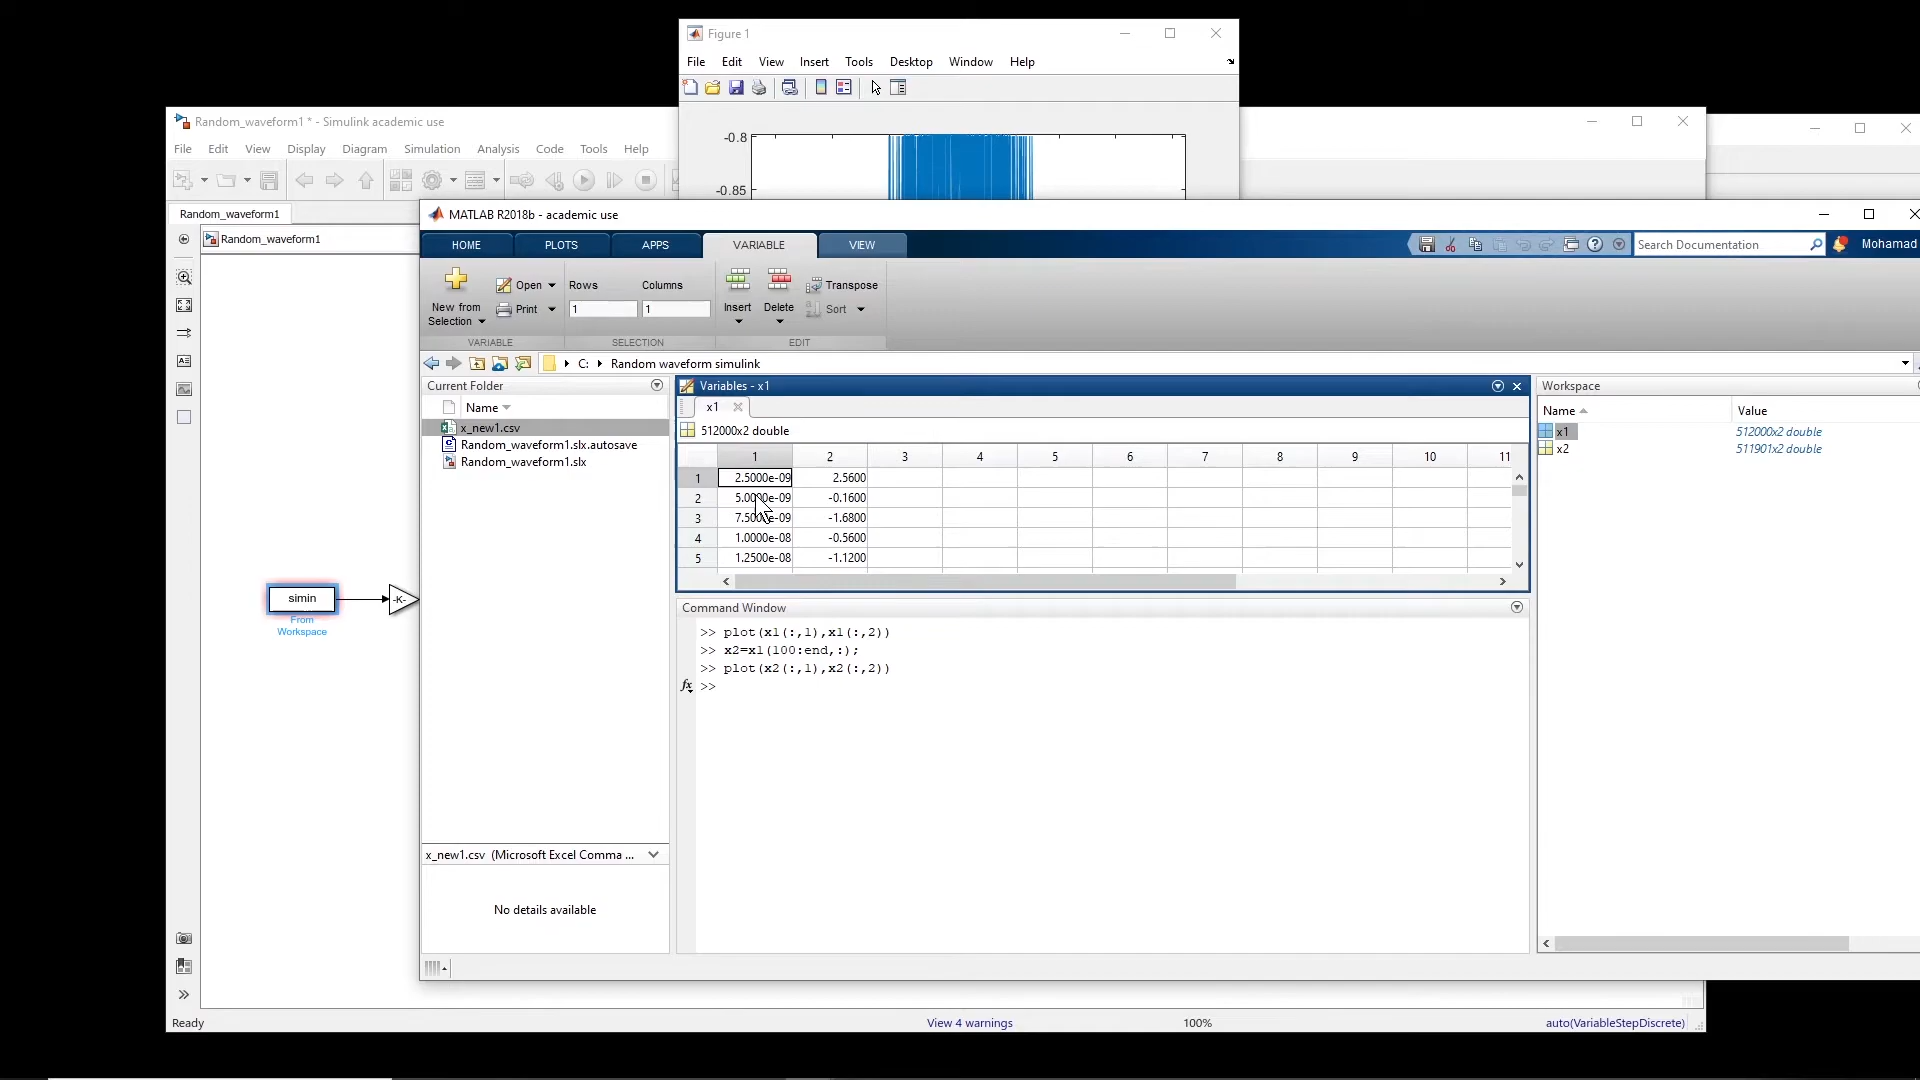 Figure 1
File Edit View Insert Tools Desktop Window Help
-0.8
-0.85
Random_waveform1 * - Simulink academic use
File Edit View Display Diagram Simulation Analysis Code Tools Help
Random_waveform1
Random_waveform1
simin
From
Workspace
-K-
MATLAB R2018b - academic use
HOME PLOTS APPS VARIABLE VIEW
Search Documentation
Mohamad
New from
Selection
Open
Print
Rows Columns
1 1
Insert
Delete
Transpose
Sort
VARIABLE SELECTION EDIT
C: Random waveform simulink
Current Folder
Name
x_new1.csv
Random_waveform1.slx.autosave
Random_waveform1.slx
x_new1.csv (Microsoft Excel Comma ...
No details available
Variables - x1
x1
512000x2 double
1 2 3 4 5 6 7 8 9 10 11
1 2.5000e-09 2.5600
2 5.0000e-09 -0.1600
3 7.5000e-09 -1.6800
4 1.0000e-08 -0.5600
5 1.2500e-08 -1.1200
Command Window
>> plot(x1(:,1),x1(:,2))
>> x2=x1(100:end,:);
>> plot(x2(:,1),x2(:,2))
fx >>
Workspace
Name Value
x1 512000x2 double
x2 511901x2 double
Ready View 4 warnings 100% auto(VariableStepDiscrete)